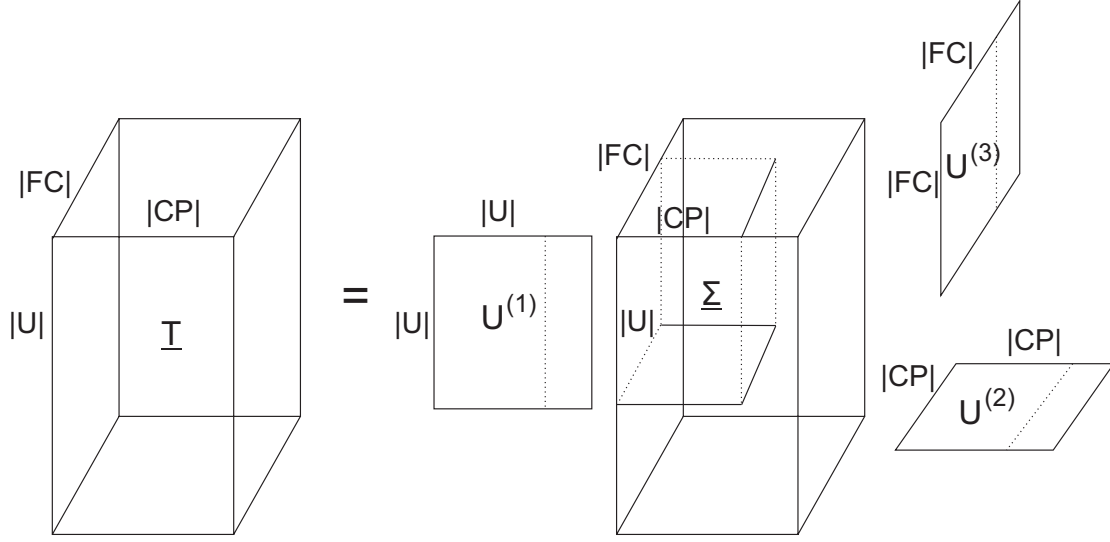 |FC|
|CP|
|U|
T
=
|U|
|U|
U(1)
|FC|
|CP|
|U|
Σ
|FC|
|FC|
U(3)
|CP|
|CP|
U(2)